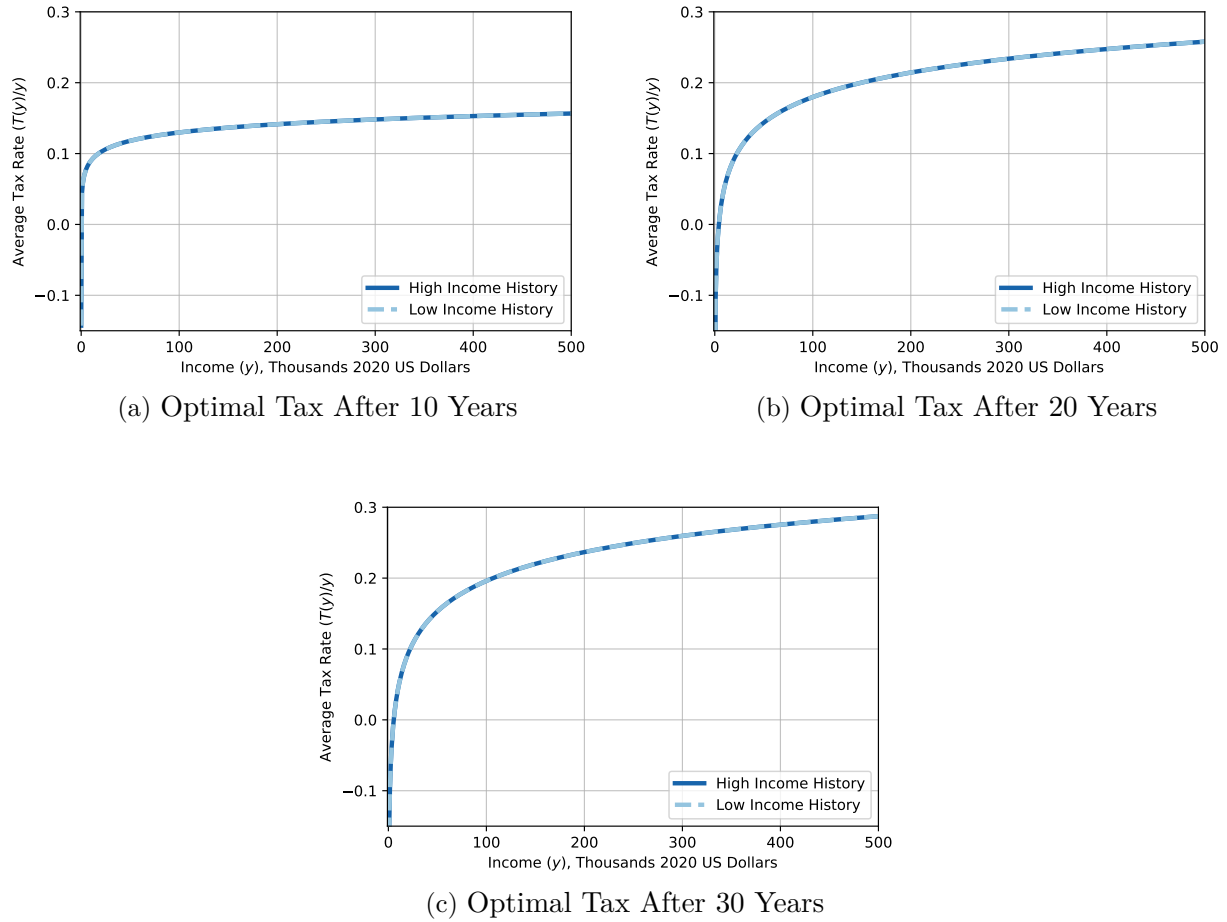 0.3
0.2
0.1
0.0
−0.1
Average Tax Rate (T(y)/y)
High Income History
Low Income History
0 100 200 300 400 500
Income (y), Thousands 2020 US Dollars
(a) Optimal Tax After 10 Years
0.3
0.2
0.1
0.0
−0.1
Average Tax Rate (T(y)/y)
High Income History
Low Income History
0 100 200 300 400 500
Income (y), Thousands 2020 US Dollars
(b) Optimal Tax After 20 Years
0.3
0.2
0.1
0.0
−0.1
Average Tax Rate (T(y)/y)
High Income History
Low Income History
0 100 200 300 400 500
Income (y), Thousands 2020 US Dollars
(c) Optimal Tax After 30 Years